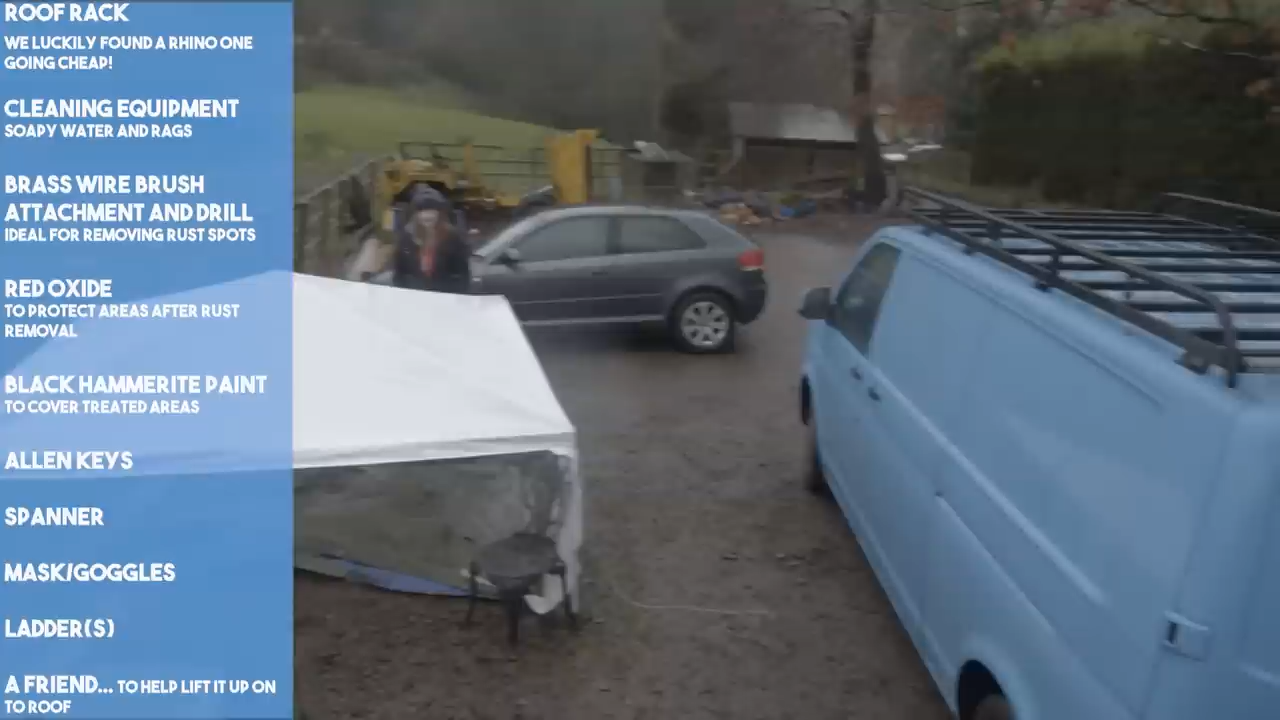 ROOF RACK
WE LUCKILY FOUND A RHINO ONE
GOING CHEAP!
CLEANING EQUIPMENT
SOAPY WATER AND RAGS
BRASS WIRE BRUSH
ATTACHMENT AND DRILL
IDEAL FOR REMOVING RUST SPOTS
RED OXIDE
TO PROTECT AREAS AFTER RUST
REMOVAL
BLACK HAMMERITE PAINT
TO COVER TREATED AREAS
ALLEN KEYS
SPANNER
MASK/GOGGLES
LADDER(S)
A FRIEND... TO HELP LIFT IT UP ON
TO ROOF